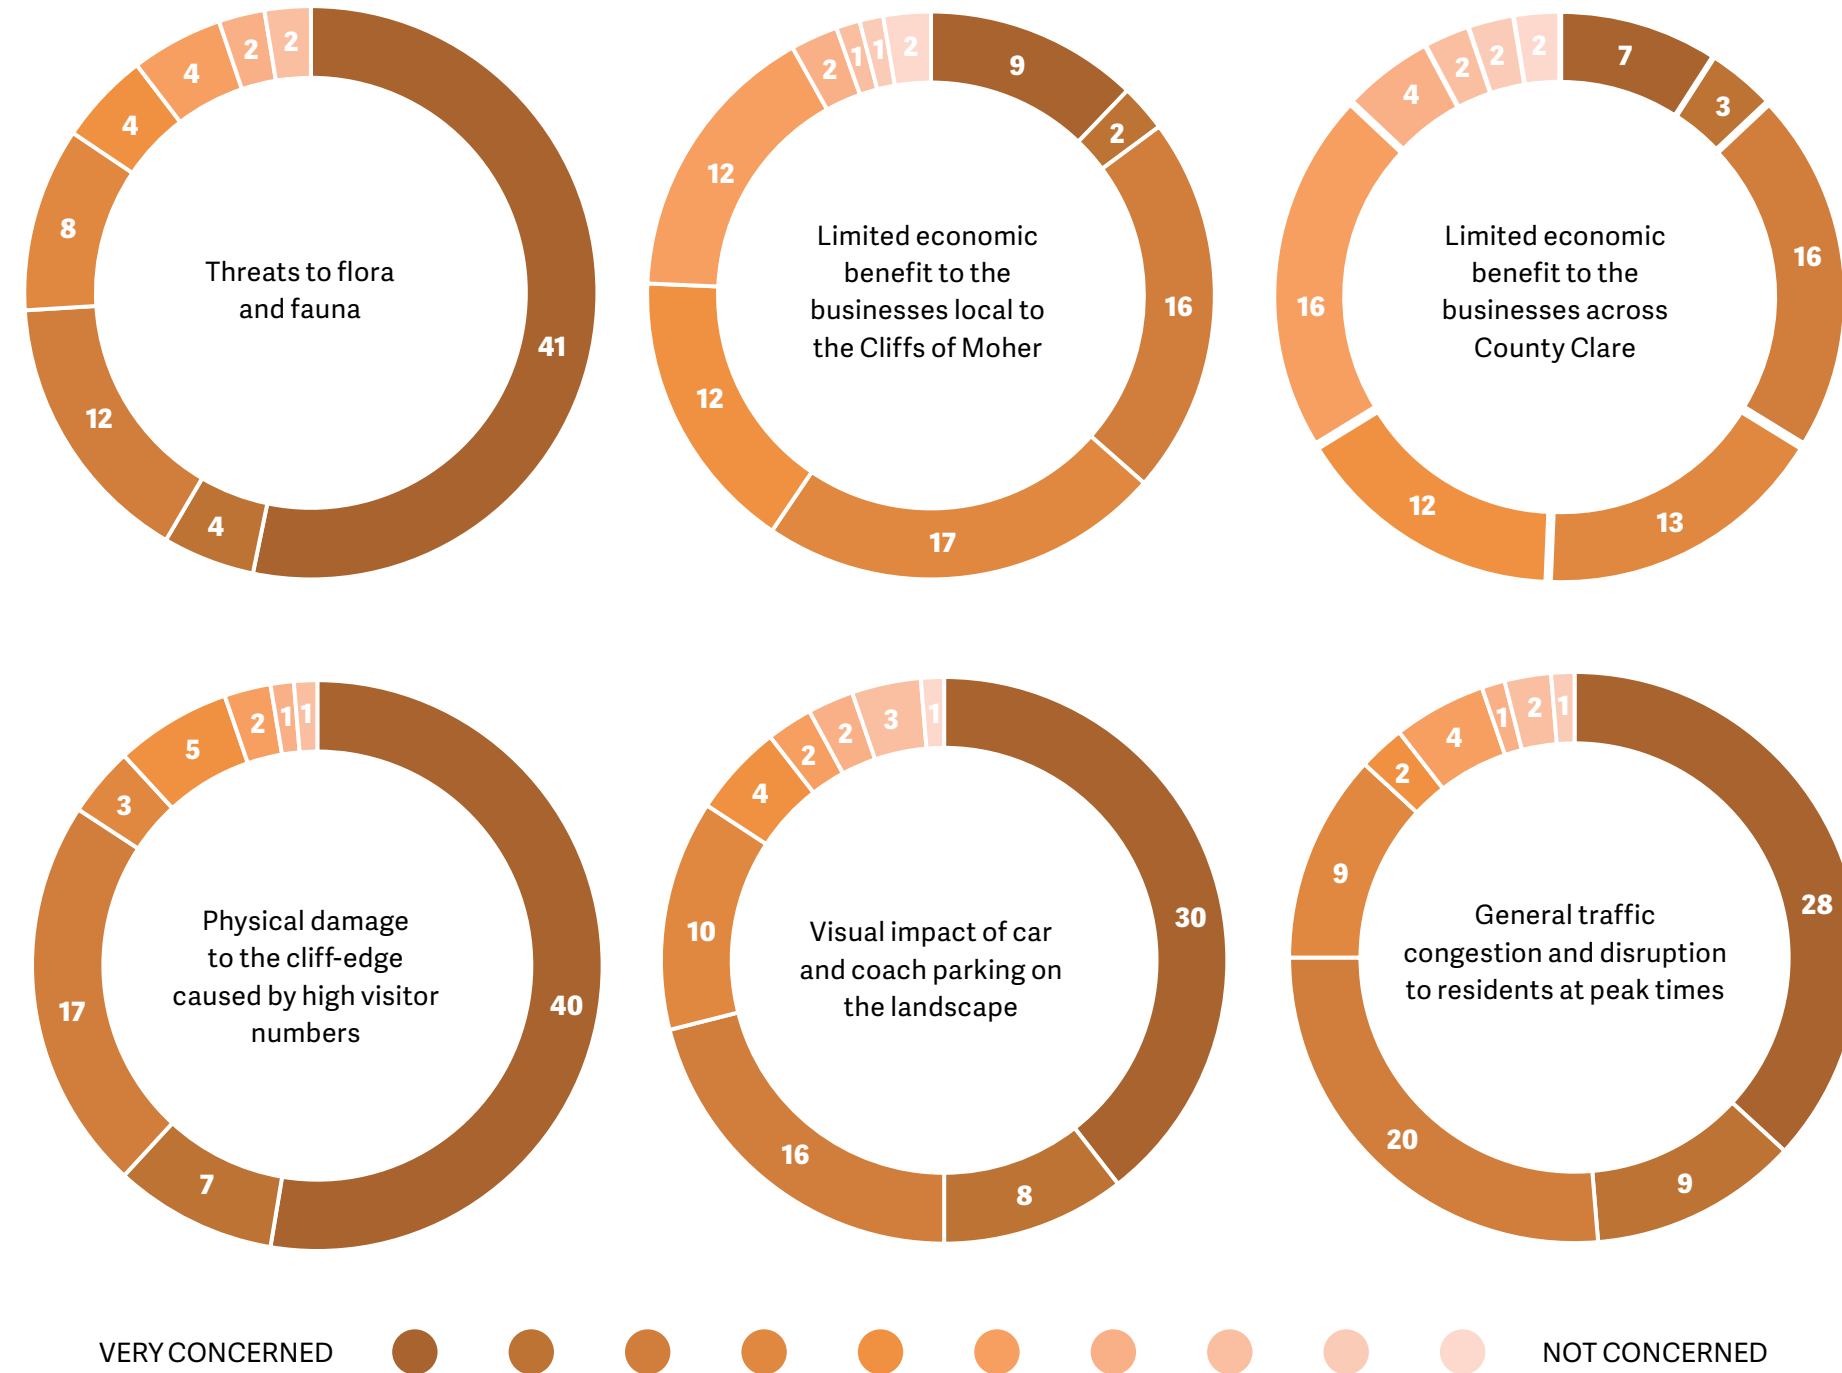 41
4
12
8
4
4
2
2
Threats to flora
and fauna
9
2
16
17
12
12
2
1
1
2
Limited economic
benefit to the
businesses local to
the Cliffs of Moher
7
3
16
13
12
16
4
2
2
2
Limited economic
benefit to the
businesses across
County Clare
40
7
17
3
5
2
1
1
Physical damage
to the cliff-edge
caused by high visitor
numbers
30
8
16
10
4
2
2
3
1
Visual impact of car
and coach parking on
the landscape
28
9
20
9
2
4
1
2
1
General traffic
congestion and disruption
to residents at peak times
VERY CONCERNED
NOT CONCERNED